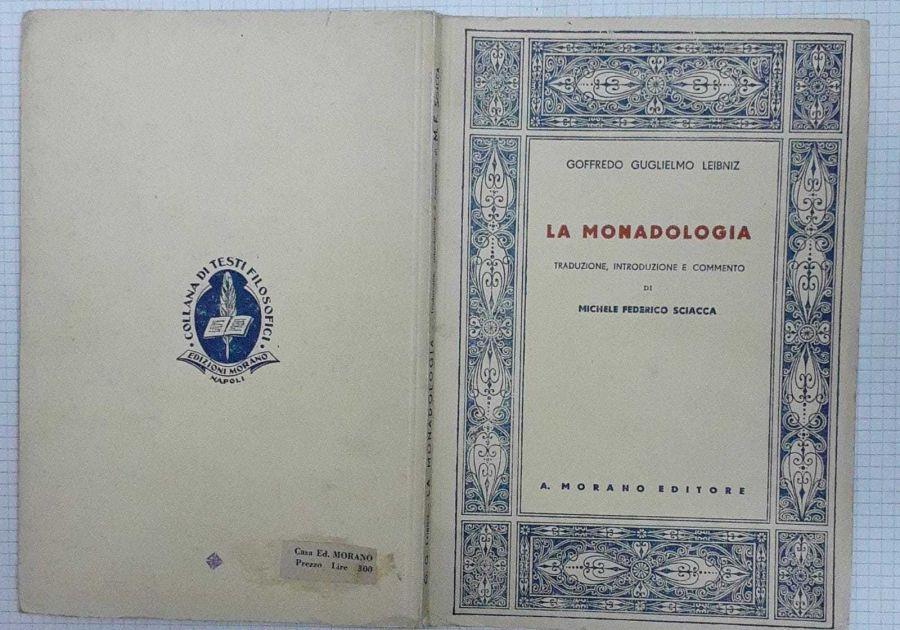 COLLANA DI TESTI FILOSOFICI
EDIZIONI MORANO
NAPOLI
Casa Ed. MORANO
Prezzo Lire 300
LA MONADOLOGIA
M. F. SCIACCA
GOFFREDO GUGLIELMO LEIBNIZ
LA MONADOLOGIA
TRADUZIONE, INTRODUZIONE E COMMENTO
DI
MICHELE FEDERICO SCIACCA
A. MORANO EDITORE